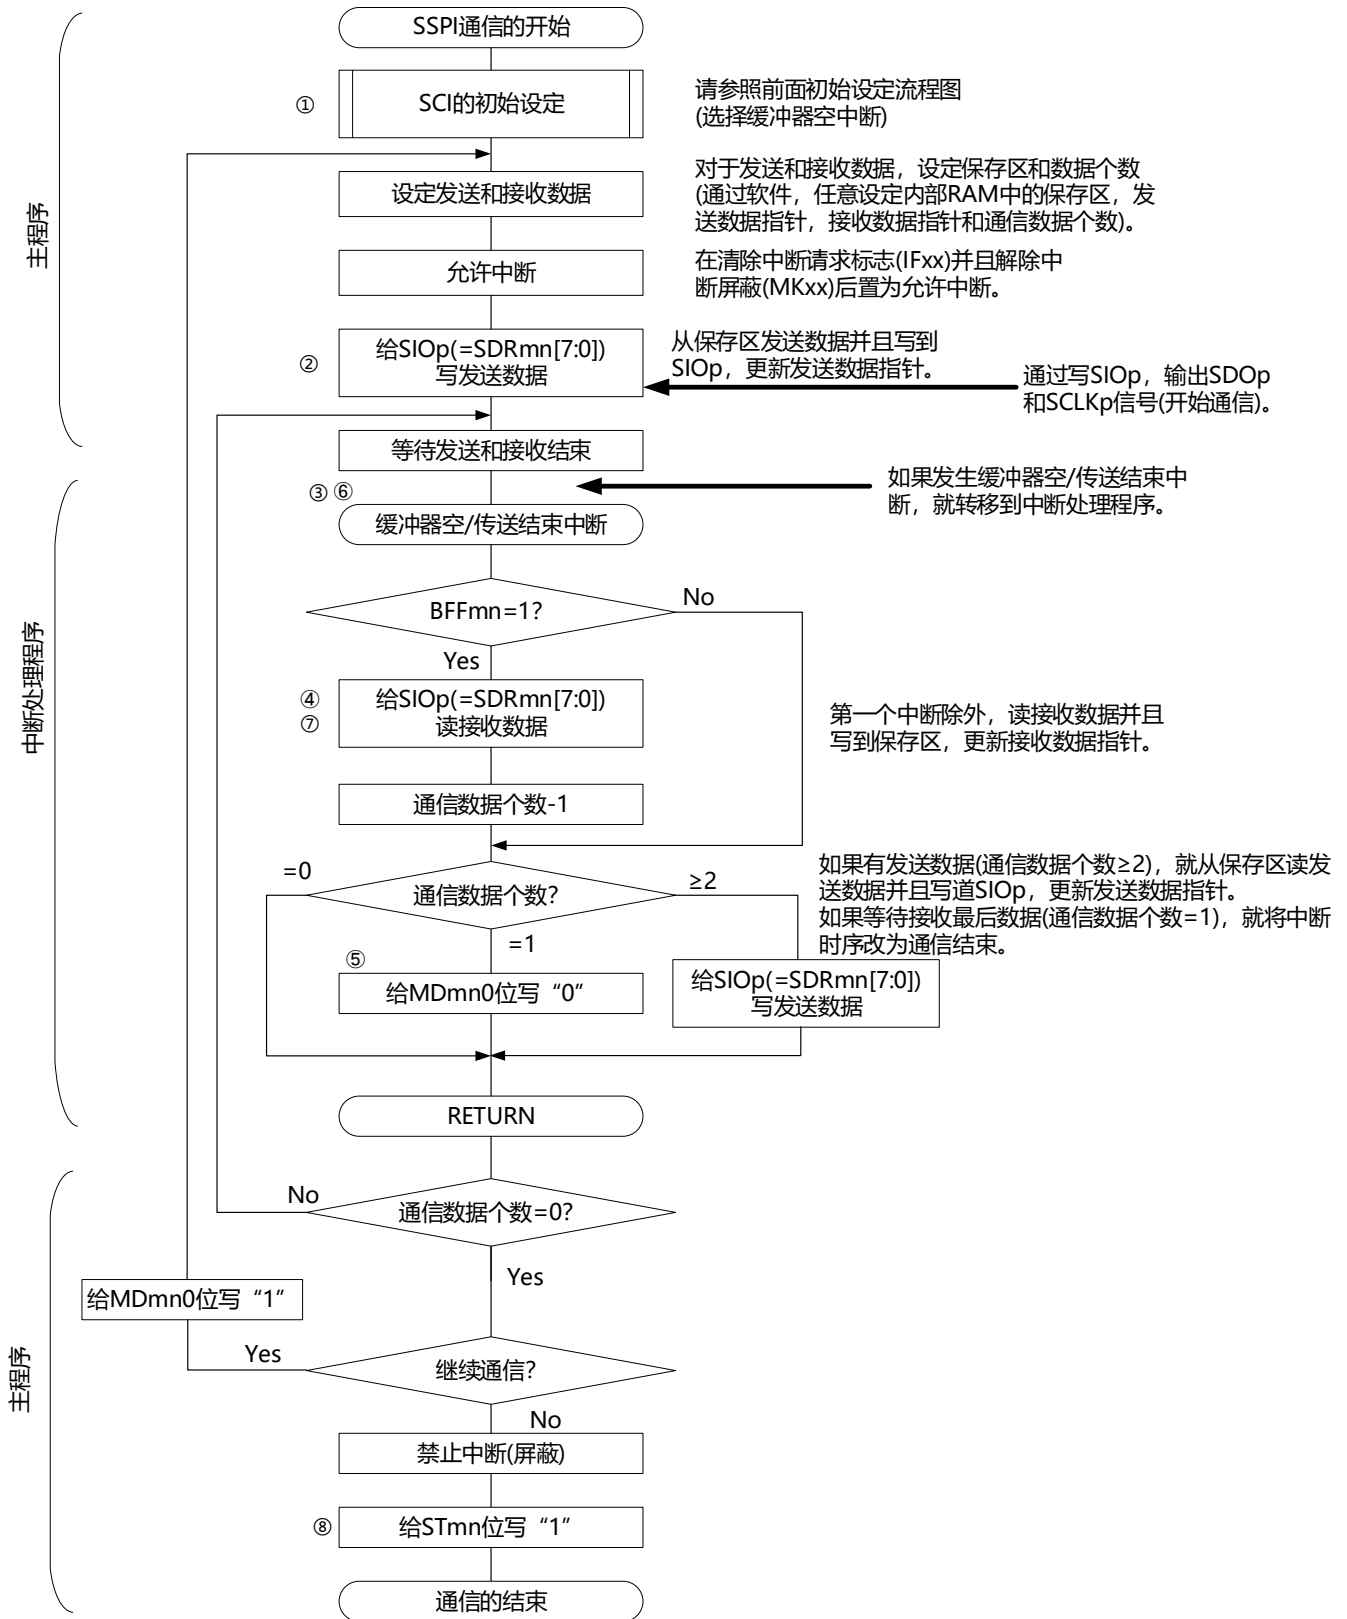 SSPI通信的开始
①
SCI的初始设定
请参照前面初始设定流程图
(选择缓冲器空中断)
设定发送和接收数据
对于发送和接收数据，设定保存区和数据个数
(通过软件，任意设定内部RAM中的保存区，发
送数据指针，接收数据指针和通信数据个数)。
主程序
允许中断
在清除中断请求标志(IFxx)并且解除中
断屏蔽(MKxx)后置为允许中断。
②
给SIOp(=SDRmn[7:0])
写发送数据
从保存区发送数据并且写到
SIOp，更新发送数据指针。
通过写SIOp，输出SDOp
和SCLKp信号(开始通信)。
等待发送和接收结束
③ ⑥
如果发生缓冲器空/传送结束中
断，就转移到中断处理程序。
缓冲器空/传送结束中断
BFFmn=1?
No
Yes
中断处理程序
④
⑦
给SIOp(=SDRmn[7:0])
读接收数据
第一个中断除外，读接收数据并且
写到保存区，更新接收数据指针。
通信数据个数-1
=0
通信数据个数?
≥2
=1
如果有发送数据(通信数据个数≥2)，就从保存区读发
送数据并且写道SIOp，更新发送数据指针。
如果等待接收最后数据(通信数据个数=1)，就将中断
时序改为通信结束。
⑤
给MDmn0位写“0”
给SIOp(=SDRmn[7:0])
写发送数据
RETURN
No
通信数据个数=0?
Yes
给MDmn0位写“1”
主程序
Yes
继续通信?
No
禁止中断(屏蔽)
⑧
给STmn位写“1”
通信的结束